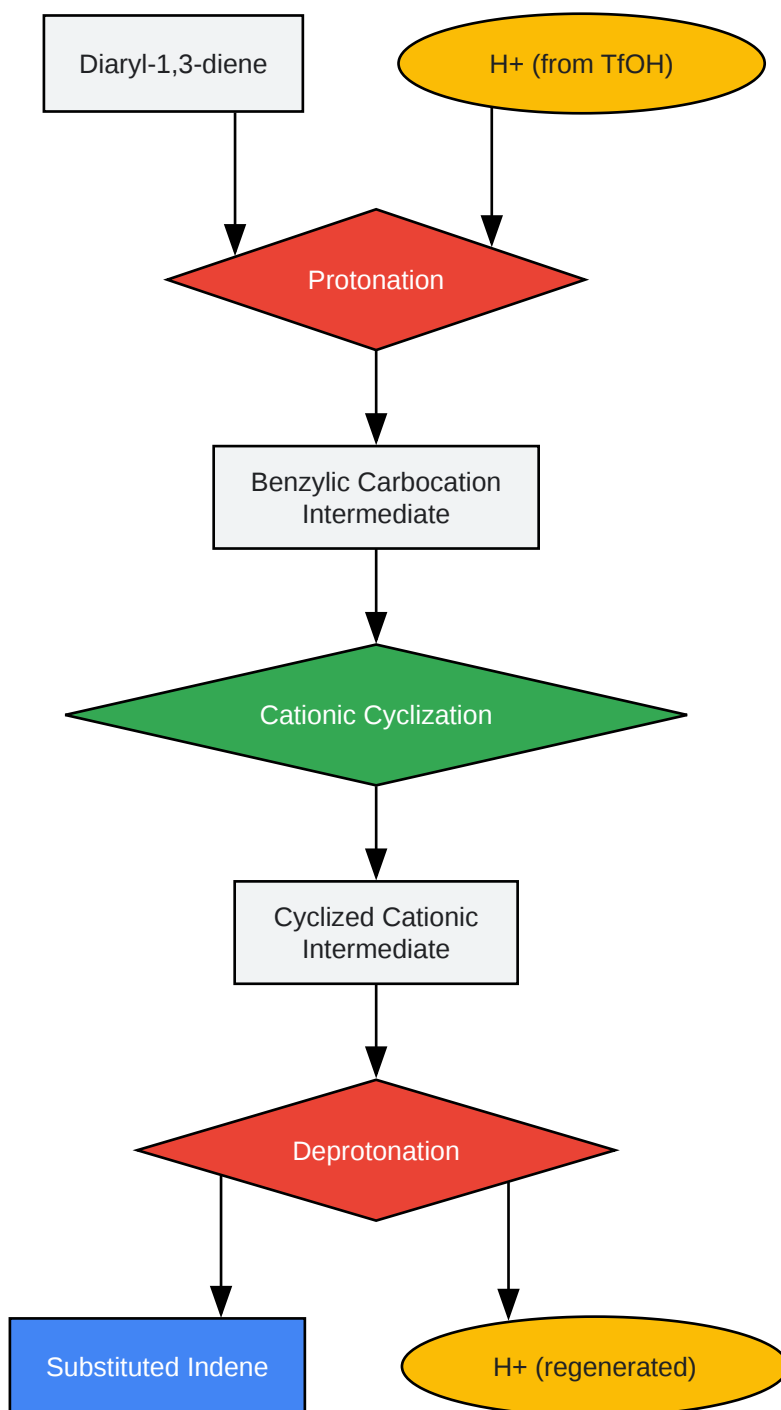 Diaryl-1,3-diene
H+ (from TfOH)
Protonation
Benzylic Carbocation
Intermediate
Cationic Cyclization
Cyclized Cationic
Intermediate
Deprotonation
Substituted Indene
H+ (regenerated)